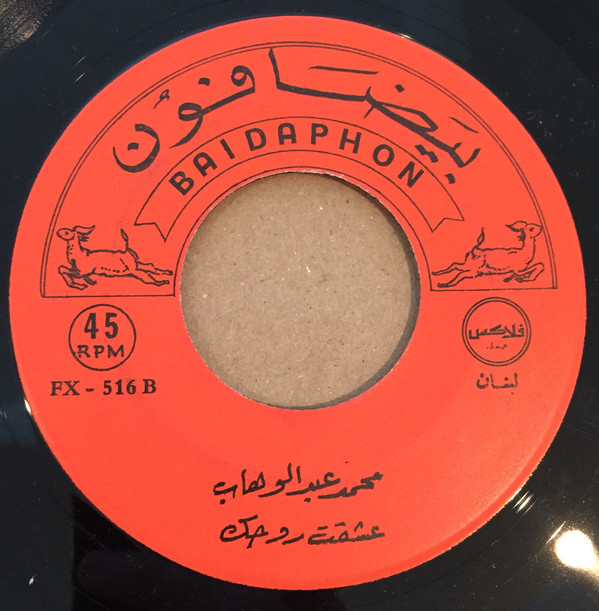 بيضافون
BAIDAPHON
45
RPM
FX - 516 B
فلاكس
لبنان
محمد عبد الوهاب
عشقت روحك